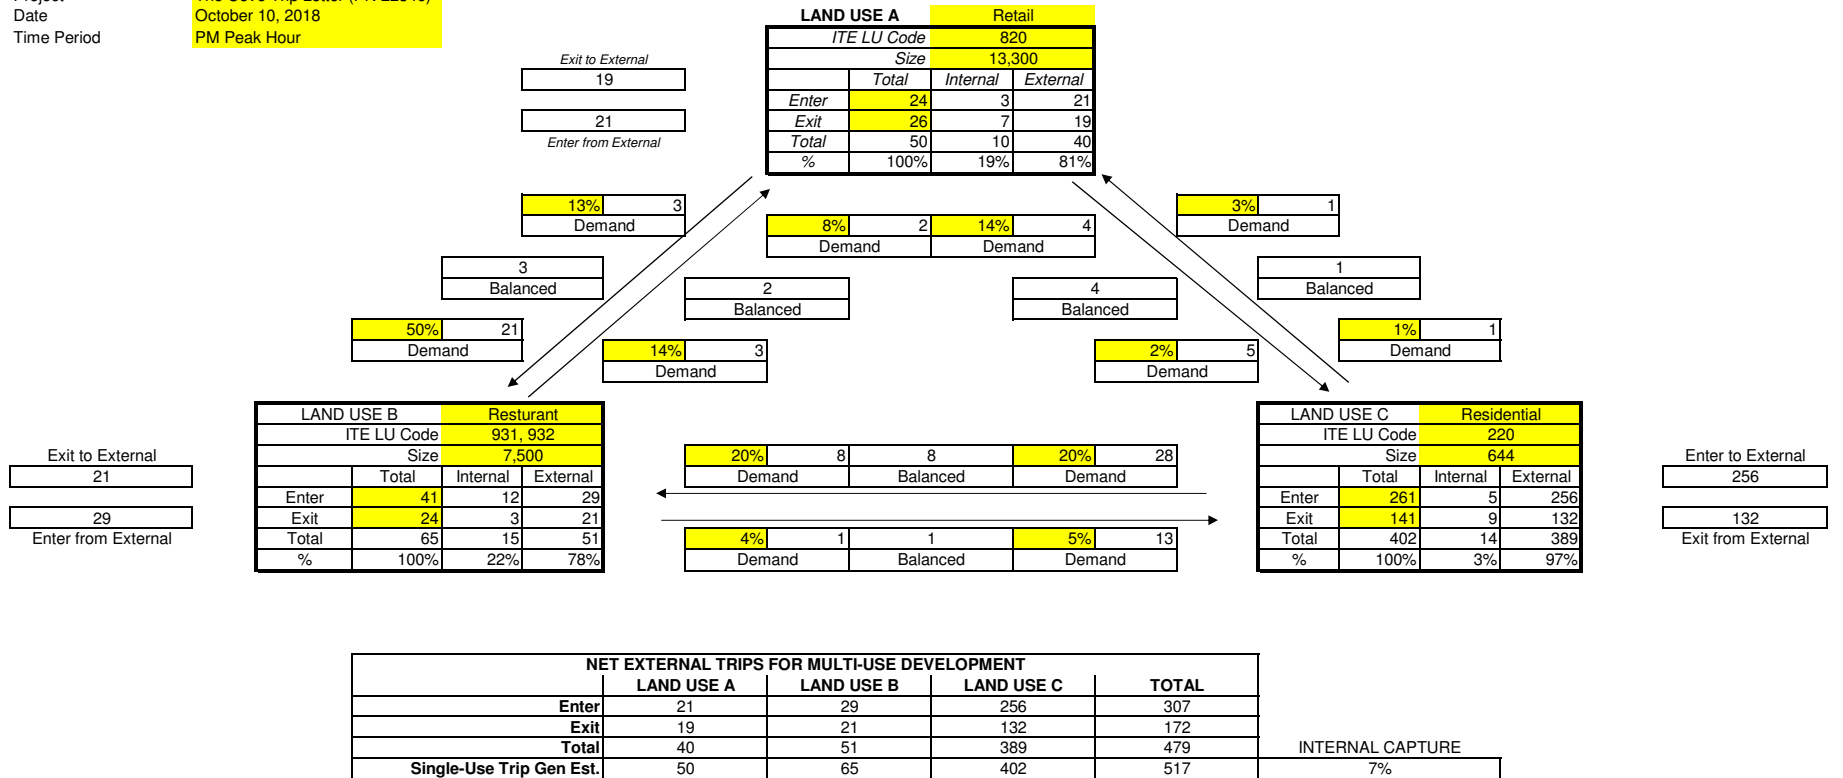 Date October 10, 2018
Time Period PM Peak Hour
LAND USE A Retail
ITE LU Code 820
Size 13,300
Total Internal External
Enter 24 3 21
Exit 26 7 19
Total 50 10 40
% 100% 19% 81%
Exit to External
19
21
Enter from External
13% 3
Demand
8% 2 14% 4
Demand Demand
3% 1
Demand
3
Balanced
2
Balanced
4
Balanced
1
Balanced
50% 21
Demand
14% 3
Demand
2% 5
Demand
1% 1
Demand
LAND USE B Resturant
ITE LU Code 931, 932
Size 7,500
Total Internal External
Enter 41 12 29
Exit 24 3 21
Total 65 15 51
% 100% 22% 78%
Exit to External
21
29
Enter from External
20% 8 8 20% 28
Demand Balanced Demand
4% 1 1 5% 13
Demand Balanced Demand
LAND USE C Residential
ITE LU Code 220
Size 644
Total Internal External
Enter 261 5 256
Exit 141 9 132
Total 402 14 389
% 100% 3% 97%
Enter to External
256
132
Exit from External
NET EXTERNAL TRIPS FOR MULTI-USE DEVELOPMENT
LAND USE A LAND USE B LAND USE C TOTAL
Enter 21 29 256 307
Exit 19 21 132 172
Total 40 51 389 479 INTERNAL CAPTURE
Single-Use Trip Gen Est. 50 65 402 517 7%